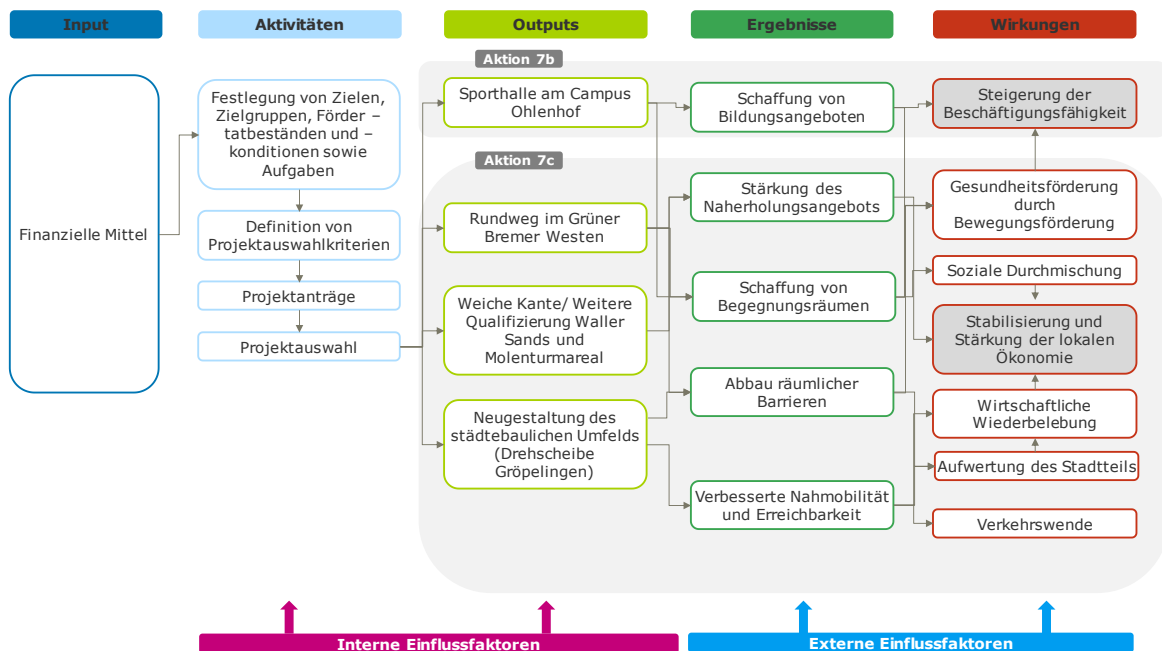 Input
Aktivitäten
Outputs
Ergebnisse
Wirkungen
Finanzielle Mittel
Festlegung von Zielen,
Zielgruppen, Förder –
tatbeständen und –
konditionen sowie
Aufgaben
Definition von
Projektauswahlkriterien
Projektanträge
Projektauswahl
Aktion 7b
Sporthalle am Campus
Ohlenhof
Schaffung von
Bildungsangeboten
Steigerung der
Beschäftigungsfähigkeit
Aktion 7c
Rundweg im Grüner
Bremer Westen
Weiche Kante/ Weitere
Qualifizierung Waller
Sands und
Molenturmareal
Neugestaltung des
städtebaulichen Umfelds
(Drehscheibe
Gröpelingen)
Stärkung des
Naherholungsangebots
Schaffung von
Begegnungsräumen
Abbau räumlicher
Barrieren
Verbesserte Nahmobilität
und Erreichbarkeit
Gesundheitsförderung
durch
Bewegungsförderung
Soziale Durchmischung
Stabilisierung und
Stärkung der lokalen
Ökonomie
Wirtschaftliche
Wiederbelebung
Aufwertung des Stadtteils
Verkehrswende
Interne Einflussfaktoren
Externe Einflussfaktoren